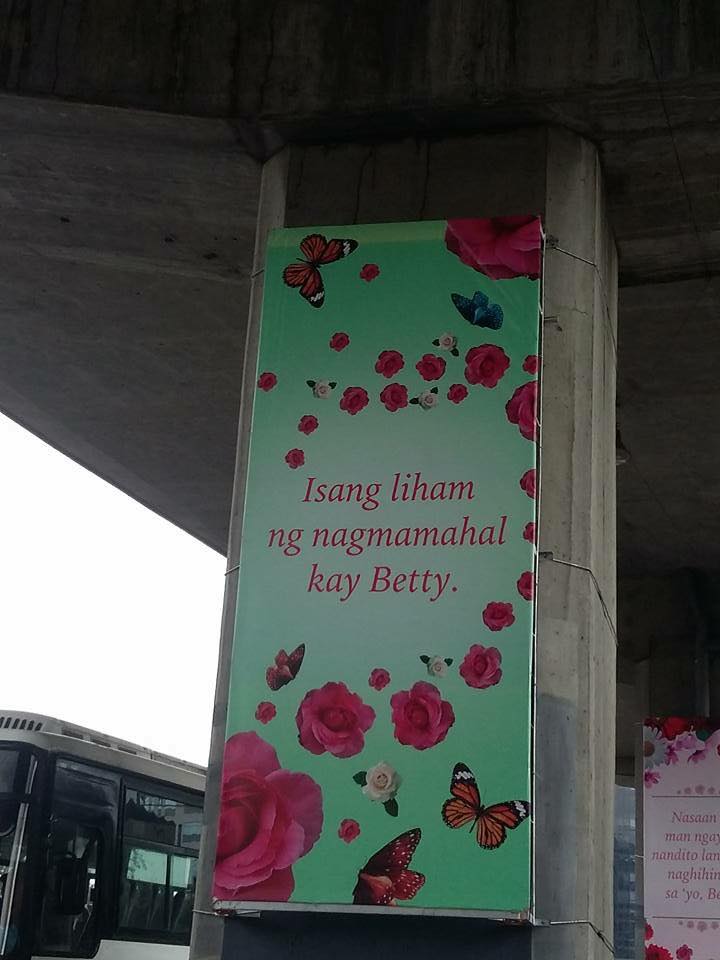 Isang liham
ng nagmamahal
kay Betty.
Nasaan
man ngay
nandito lan
naghihin
sa 'yo, Be